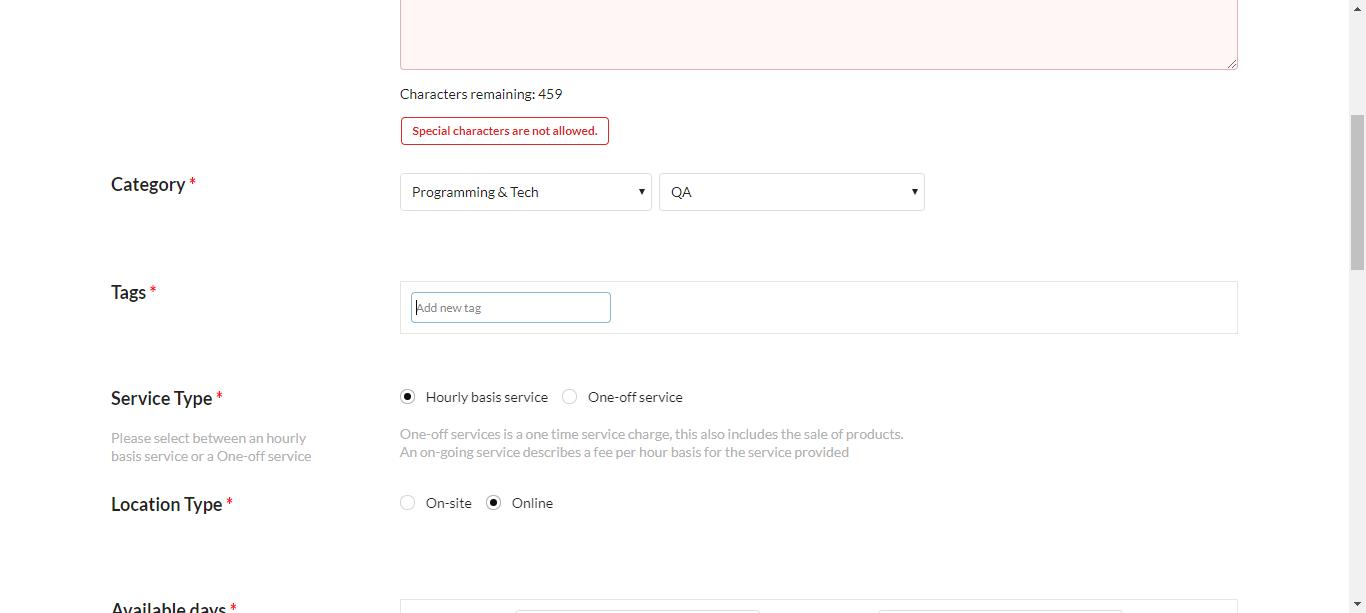 Characters remaining: 459
Special characters are not allowed.
Category *
Programming & Tech
QA
Tags *
Add new tag
Service Type *
Hourly basis service
One-off service
Please select between an hourly
basis service or a One-off service
One-off services is a one time service charge, this also includes the sale of products.
An on-going service describes a fee per hour basis for the service provided
Location Type *
On-site
Online
Available days *